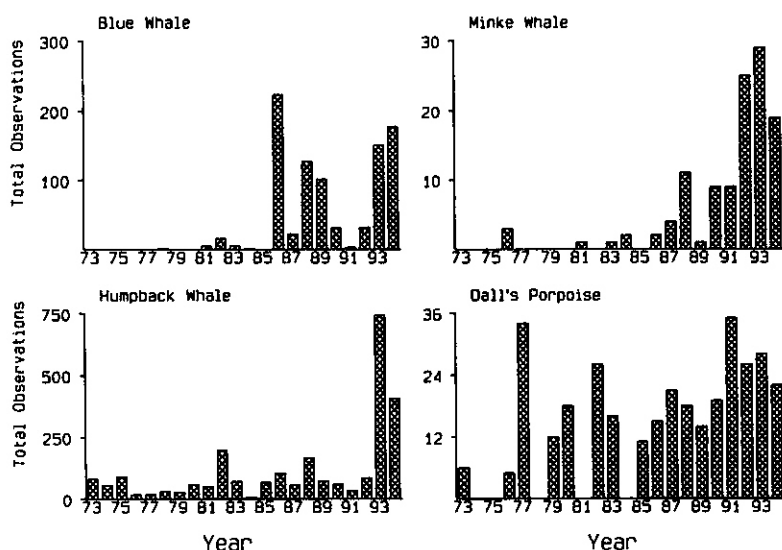 Blue Whale
Total Observations
300
200
100
73 75 77 79 81 83 85 87 89 91 93
Minke Whale
30
20
10
73 75 77 79 81 83 85 87 89 91 93
Humpback Whale
Total Observations
750
500
250
0
73 75 77 79 81 83 85 87 89 91 93
Year
Dall's Porpoise
36
24
12
73 75 77 79 81 83 85 87 89 91 93
Year